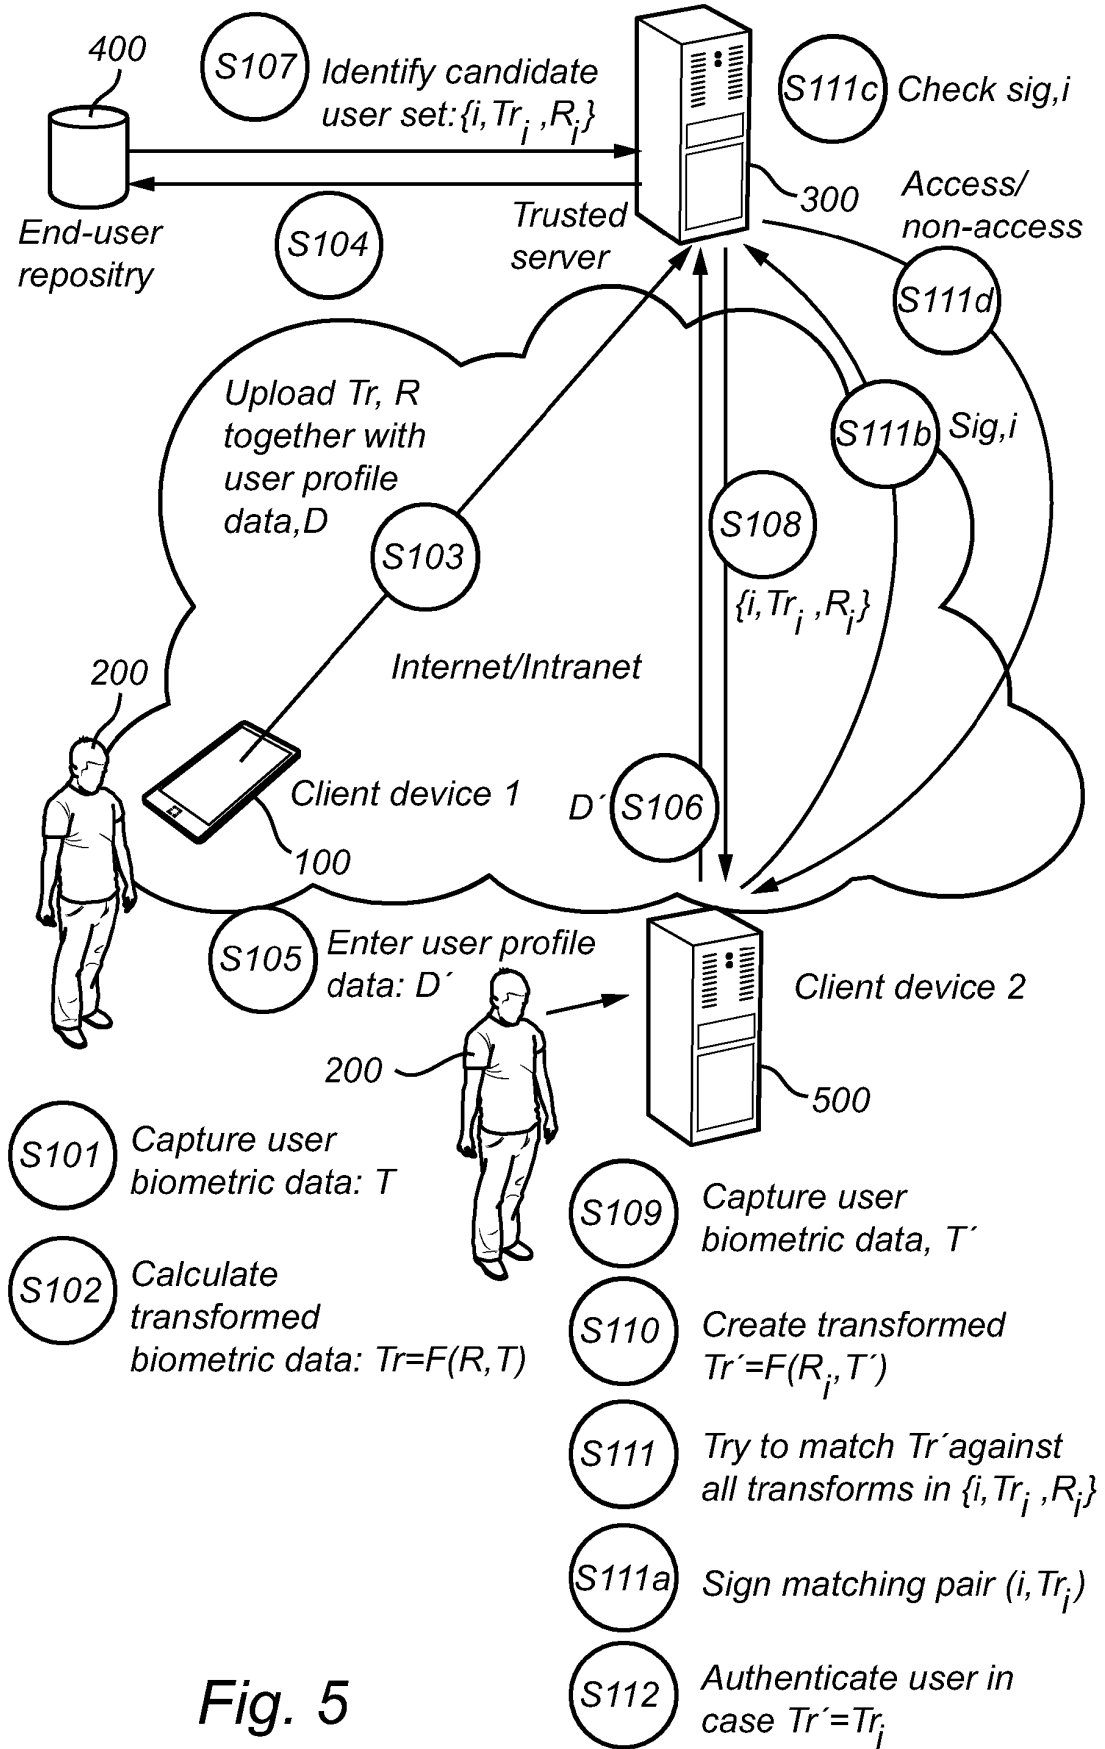 400
S107
Identify candidate
user set:{i,Tri ,Ri}
S111c
Check sig,i
300
Access/
non-access
End-user
repositry
S104
Trusted
server
S111d
Upload Tr, R
together with
user profile
data,D
S111b
Sig,i
S103
S108
{i,Tri ,Ri}
Internet/Intranet
200
Client device 1
D´
S106
100
S105
Enter user profile
data: D´
Client device 2
200
500
S101
Capture user
biometric data: T
S102
Calculate
transformed
biometric data: Tr=F(R,T)
S109
Capture user
biometric data, T´
S110
Create transformed
Tr´=F(Ri,T´)
S111
Try to match Tr´against
all transforms in {i,Tri ,Ri}
S111a
Sign matching pair (i,Tri)
S112
Authenticate user in
case Tr´=Tri
Fig. 5